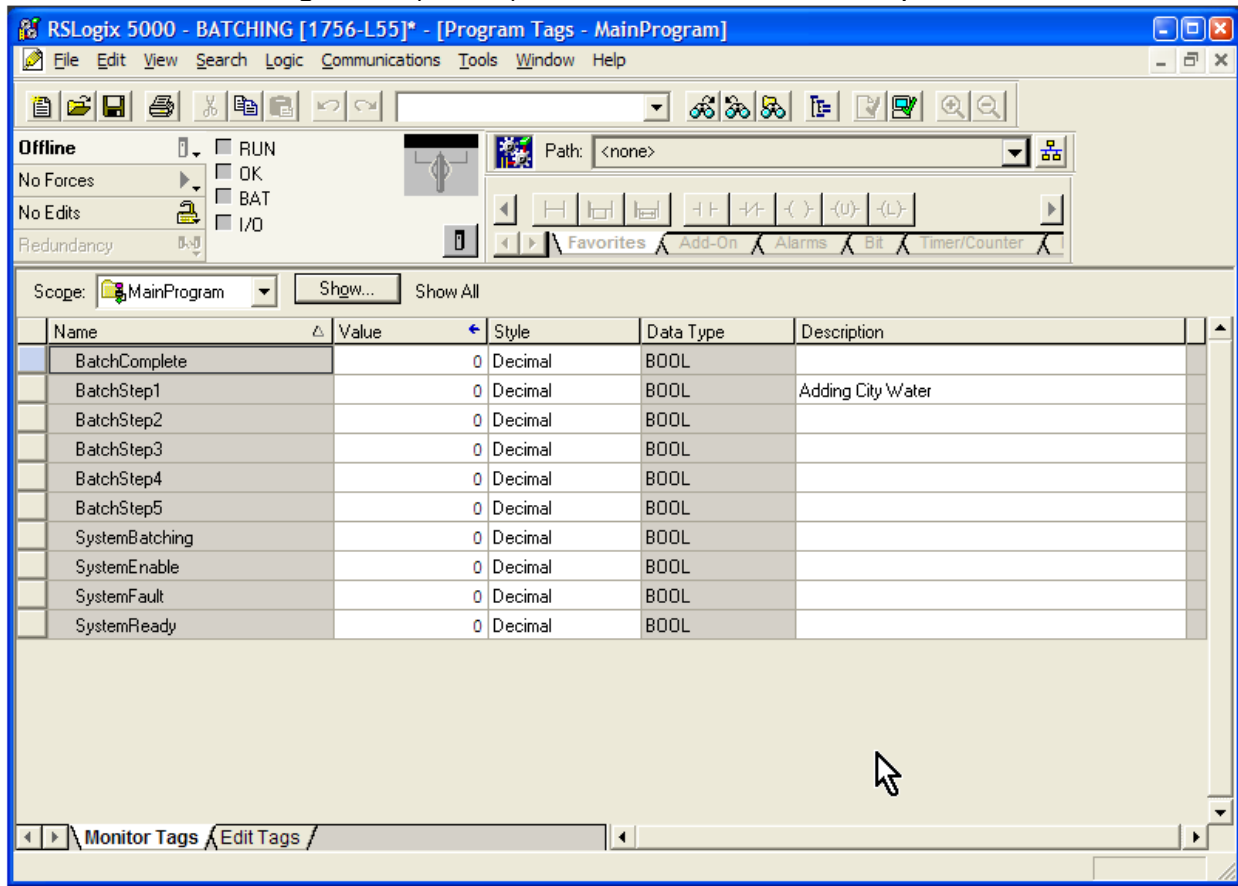 RSLogix 5000 - BATCHING [1756-L55]* - [Program Tags - MainProgram]
File Edit View Search Logic Communications Tools Window Help
Offline RUN
No Forces OK
No Edits BAT
Redundancy I/O
Path: <none>
Favorites Add-On Alarms Bit Timer/Counter
Scope: MainProgram Show... Show All
Name Value Style Data Type Description
BatchComplete 0 Decimal BOOL
BatchStep1 0 Decimal BOOL Adding City Water
BatchStep2 0 Decimal BOOL
BatchStep3 0 Decimal BOOL
BatchStep4 0 Decimal BOOL
BatchStep5 0 Decimal BOOL
SystemBatching 0 Decimal BOOL
SystemEnable 0 Decimal BOOL
SystemFault 0 Decimal BOOL
SystemReady 0 Decimal BOOL
Monitor Tags Edit Tags